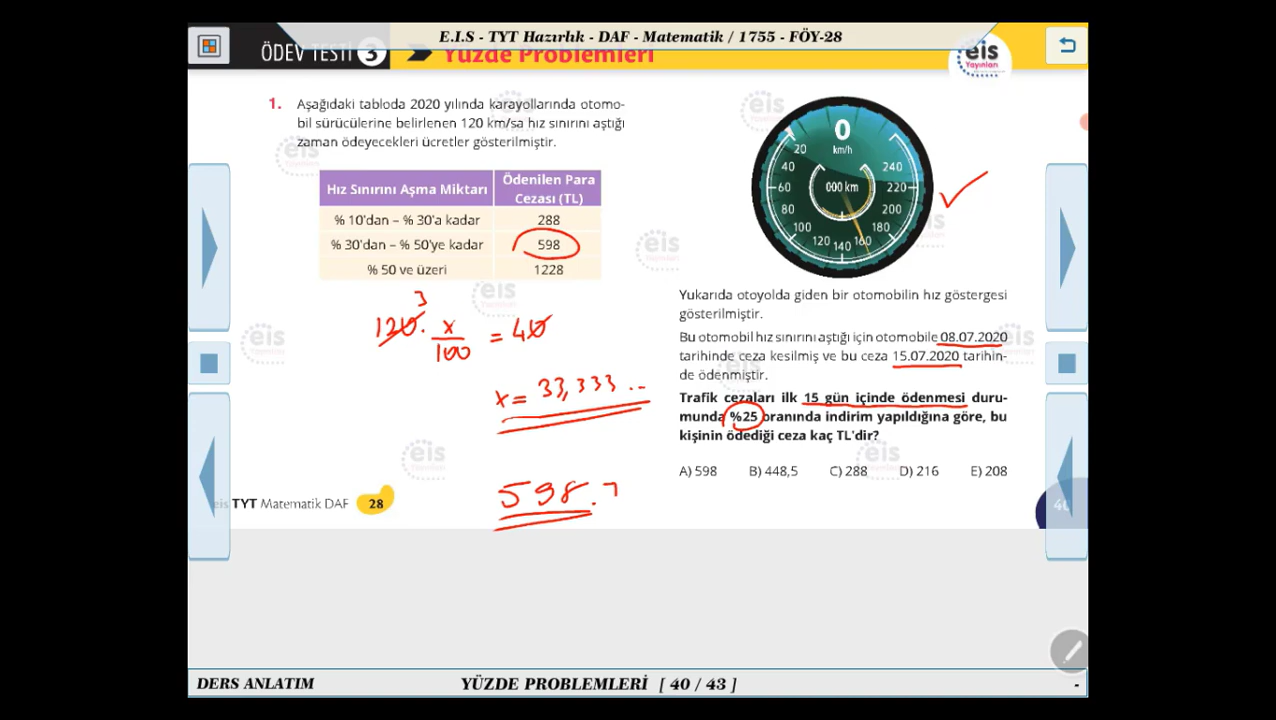 E.I.S - TYT Hazırlık - DAF - Matematik / 1755 - FÖY-28
ÖDEV TESTİ 3 Yüzde Problemleri
eis
Yayınları
1. Aşağıdaki tabloda 2020 yılında karayollarında otomo-
bil sürücülerine belirlenen 120 km/sa hız sınırını aştığı
zaman ödeyecekleri ücretler gösterilmiştir.
Hız Sınırını Aşma Miktarı Ödenilen Para
Cezası (TL)
% 10'dan – % 30'a kadar 288
% 30'dan – % 50'ye kadar 598
% 50 ve üzeri 1228
3
120. x/100 = 40
x = 33,333 ..
598.
eis TYT Matematik DAF 28
0
km/h
000 km
20
40
60
80
100
120
140
160
180
200
220
240
Yukarıda otoyolda giden bir otomobilin hız göstergesi
gösterilmiştir.
Bu otomobil hız sınırını aştığı için otomobile 08.07.2020
tarihinde ceza kesilmiş ve bu ceza 15.07.2020 tarihin-
de ödenmiştir.
Trafik cezaları ilk 15 gün içinde ödenmesi duru-
munda %25 oranında indirim yapıldığına göre, bu
kişinin ödediği ceza kaç TL'dir?
A) 598 B) 448,5 C) 288 D) 216 E) 208
DERS ANLATIM YÜZDE PROBLEMLERİ [ 40 / 43 ] -